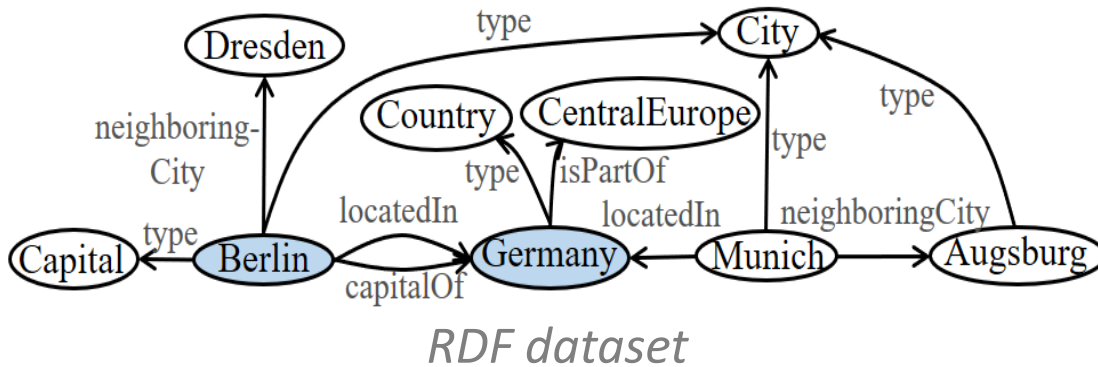 type
City
Dresden
Country
CentralEurope
type
neighboring-
City
type
type
isPartOf
locatedIn
locatedIn
neighboringCity
type
Capital
Berlin
Germany
Munich
Augsburg
capitalOf
RDF dataset